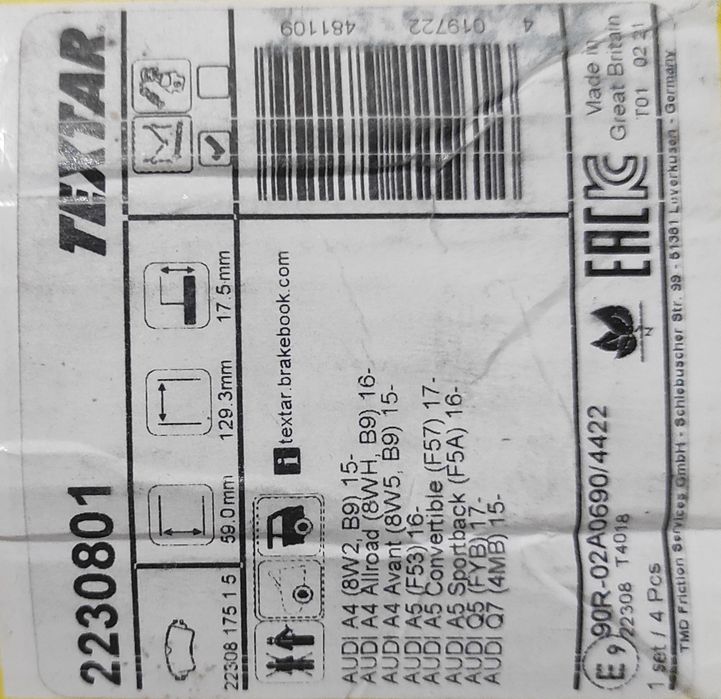 2230801
TEXTAR
22308 175 1 5
59.0mm
129.3mm
17.5mm
i textar.brakebook.com
AUDI A4 (8W2, B9) 15-
AUDI A4 Allroad (8WH, B9) 16-
AUDI A4 Avant (8W5, B9) 15-
AUDI A5 (F53) 16-
AUDI A5 Convertible (F57) 17-
AUDI A5 Sportback (F5A) 16-
AUDI Q5 (FYB) 17-
AUDI Q7 (4MB) 15-
4 019722 481109
E 9 90R-02A0690/4422
22308 T4018
N
EAC
Made in
Great Britain
T01 02 21
1 set / 4 Pcs
TMD Friction Services GmbH - Schlebuscher Str. 99 - 51381 Leverkusen - Germany